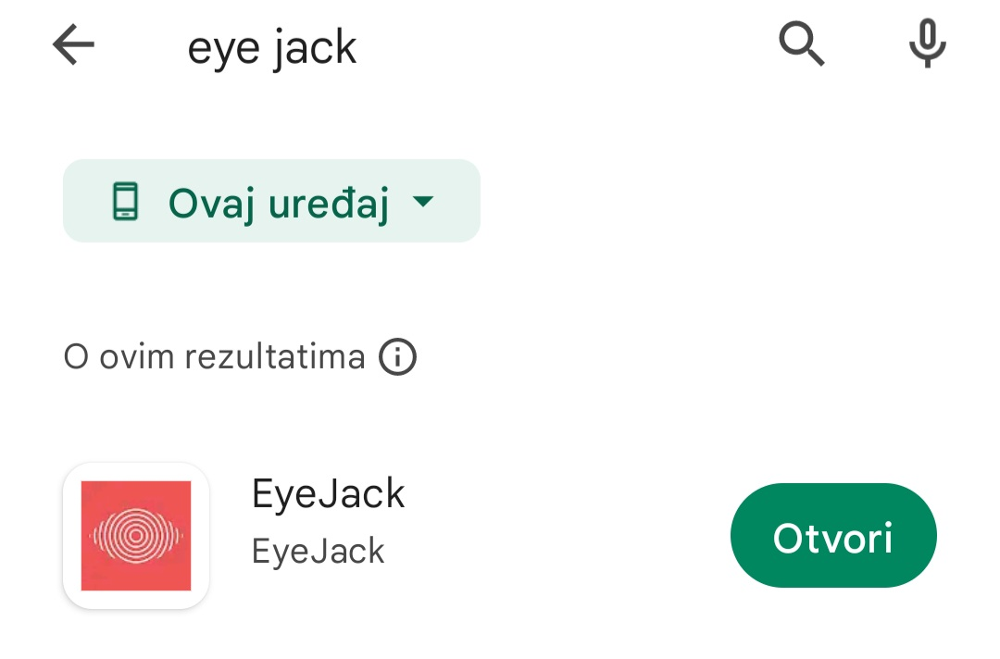 eye jack
Ovaj uređaj
O ovim rezultatima
EyeJack
EyeJack
Otvori